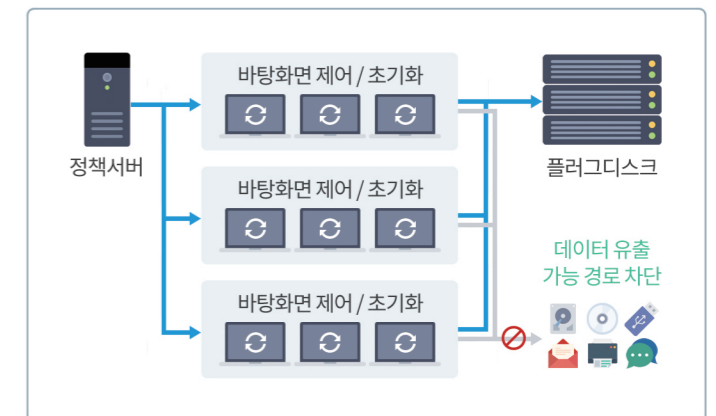 바탕화면 제어 / 초기화
정책서버
플러그디스크
바탕화면 제어 / 초기화
데이터 유출
가능 경로 차단
바탕화면 제어 / 초기화